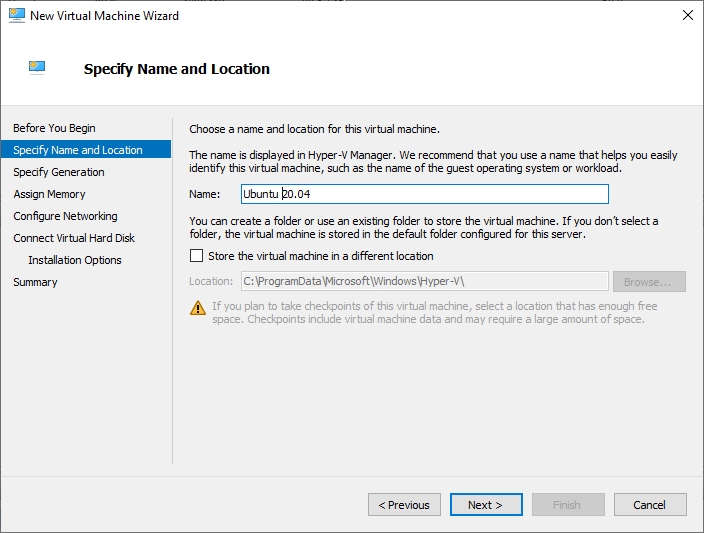 New Virtual Machine Wizard
Specify Name and Location
Before You Begin
Specify Name and Location
Specify Generation
Assign Memory
Configure Networking
Connect Virtual Hard Disk
Installation Options
Summary
Choose a name and location for this virtual machine.
The name is displayed in Hyper-V Manager. We recommend that you use a name that helps you easily
identify this virtual machine, such as the name of the guest operating system or workload.
Name: Ubuntu 20.04
You can create a folder or use an existing folder to store the virtual machine. If you don't select a
folder, the virtual machine is stored in the default folder configured for this server.
Store the virtual machine in a different location
Location: C:\ProgramData\Microsoft\Windows\Hyper-V\ Browse...
If you plan to take checkpoints of this virtual machine, select a location that has enough free
space. Checkpoints include virtual machine data and may require a large amount of space.
< Previous Next > Finish Cancel